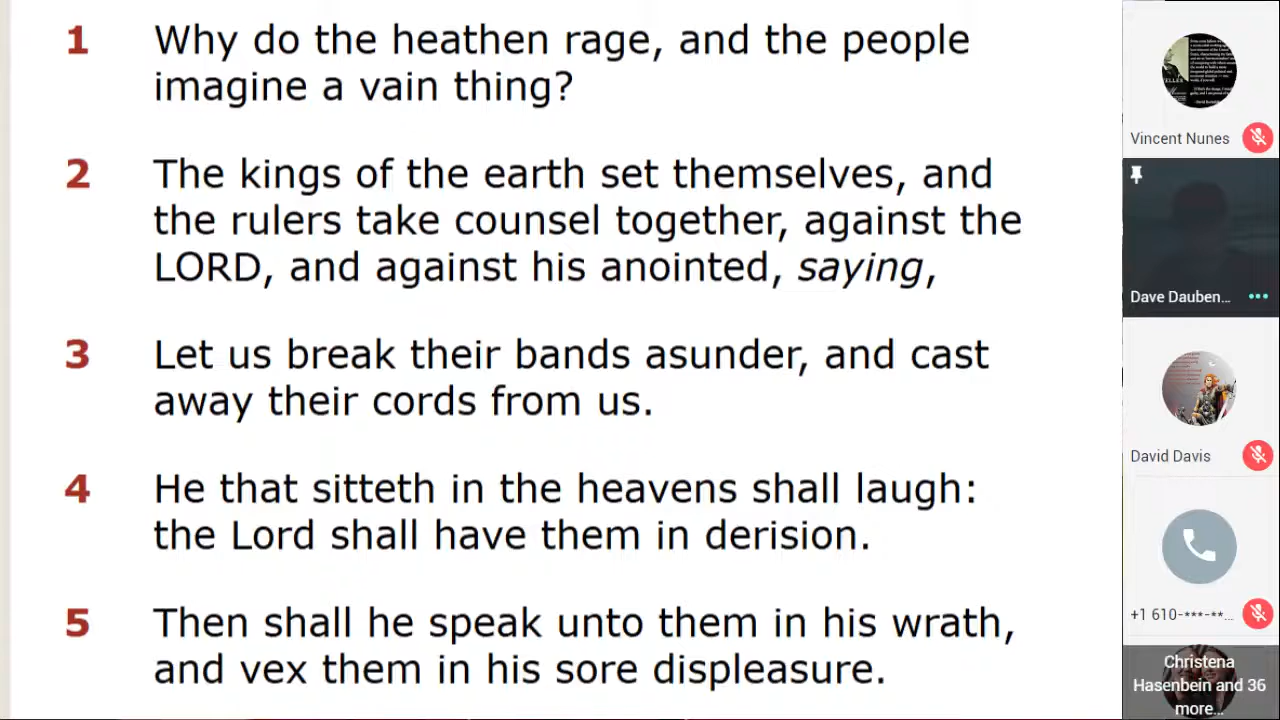 1 Why do the heathen rage, and the people
imagine a vain thing?
2 The kings of the earth set themselves, and
the rulers take counsel together, against the
LORD, and against his anointed, saying,
3 Let us break their bands asunder, and cast
away their cords from us.
4 He that sitteth in the heavens shall laugh:
the Lord shall have them in derision.
5 Then shall he speak unto them in his wrath,
and vex them in his sore displeasure.
Vincent Nunes
Dave Dauben...
David Davis
+1 610-***-**...
Christena
Hasenbein and 36
more...